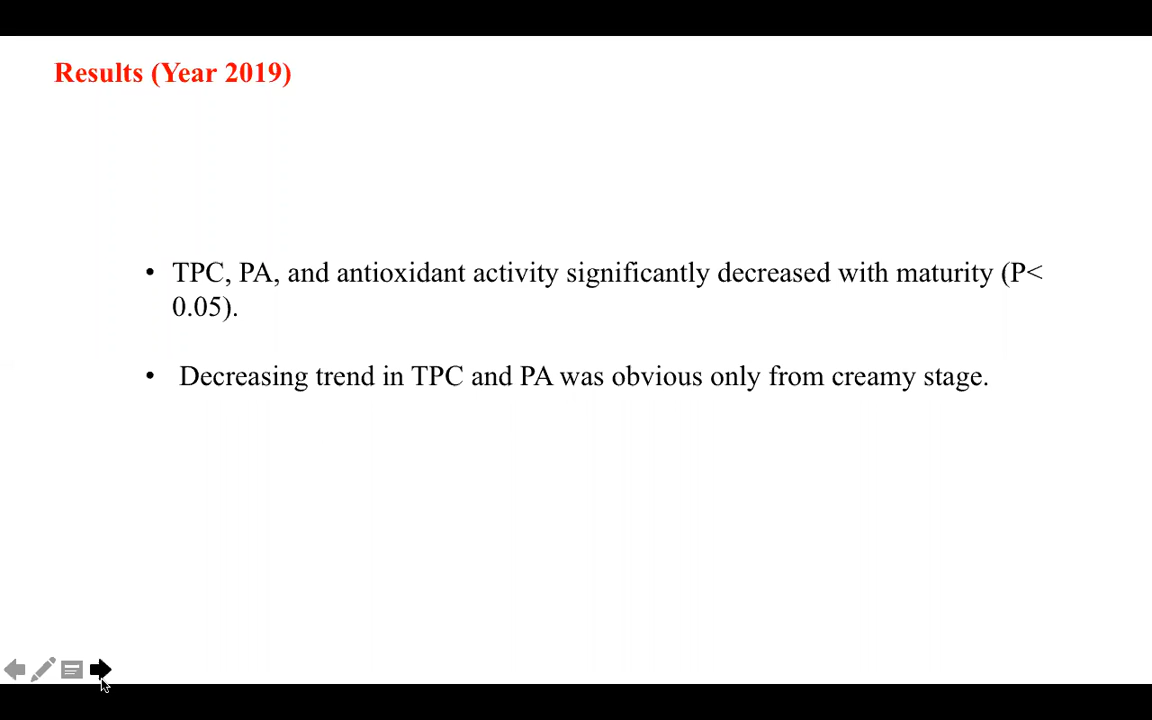 Results (Year 2019)
• TPC, PA, and antioxidant activity significantly decreased with maturity (P<
0.05).
• Decreasing trend in TPC and PA was obvious only from creamy stage.